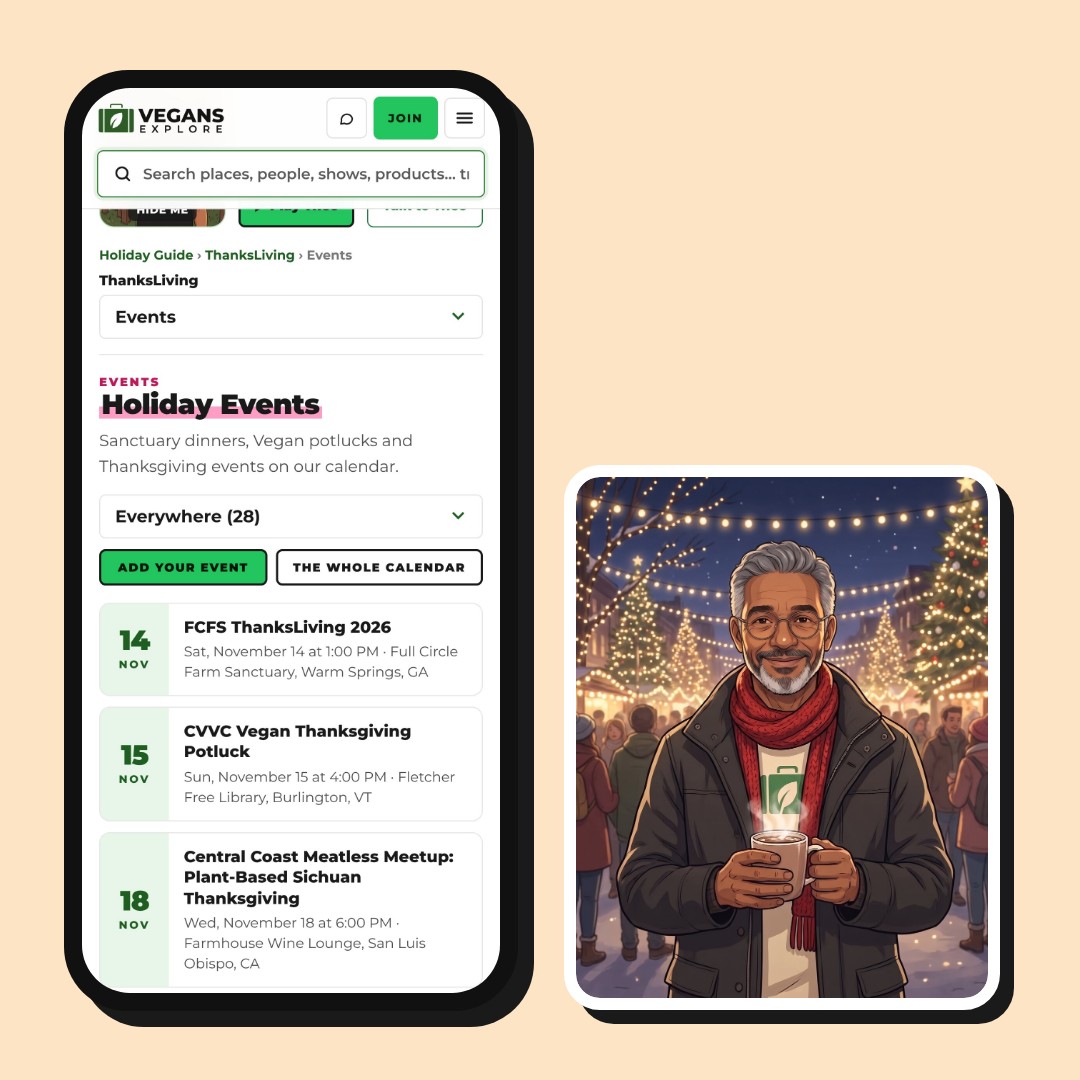 VEGANS
EXPLORE
JOIN
Search places, people, shows, products... tr
HIDE ME
Holiday Guide › ThanksLiving › Events
ThanksLiving
Events
EVENTS
Holiday Events
Sanctuary dinners, Vegan potlucks and
Thanksgiving events on our calendar.
Everywhere (28)
ADD YOUR EVENT
THE WHOLE CALENDAR
14
NOV
FCFS ThanksLiving 2026
Sat, November 14 at 1:00 PM · Full Circle
Farm Sanctuary, Warm Springs, GA
15
NOV
CVVC Vegan Thanksgiving
Potluck
Sun, November 15 at 4:00 PM · Fletcher
Free Library, Burlington, VT
18
NOV
Central Coast Meatless Meetup:
Plant-Based Sichuan
Thanksgiving
Wed, November 18 at 6:00 PM ·
Farmhouse Wine Lounge, San Luis
Obispo, CA